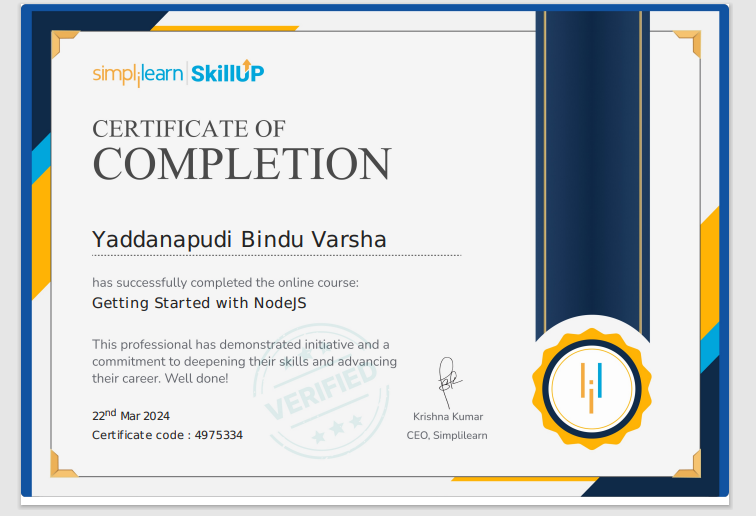 simplilearn | SkillUP
CERTIFICATE OF
COMPLETION
Yaddanapudi Bindu Varsha
has successfully completed the online course:
Getting Started with NodeJS
This professional has demonstrated initiative and a
commitment to deepening their skills and advancing
their career. Well done!
VERIFIED
22nd Mar 2024
Certificate code : 4975334
Krishna Kumar
CEO, Simplilearn